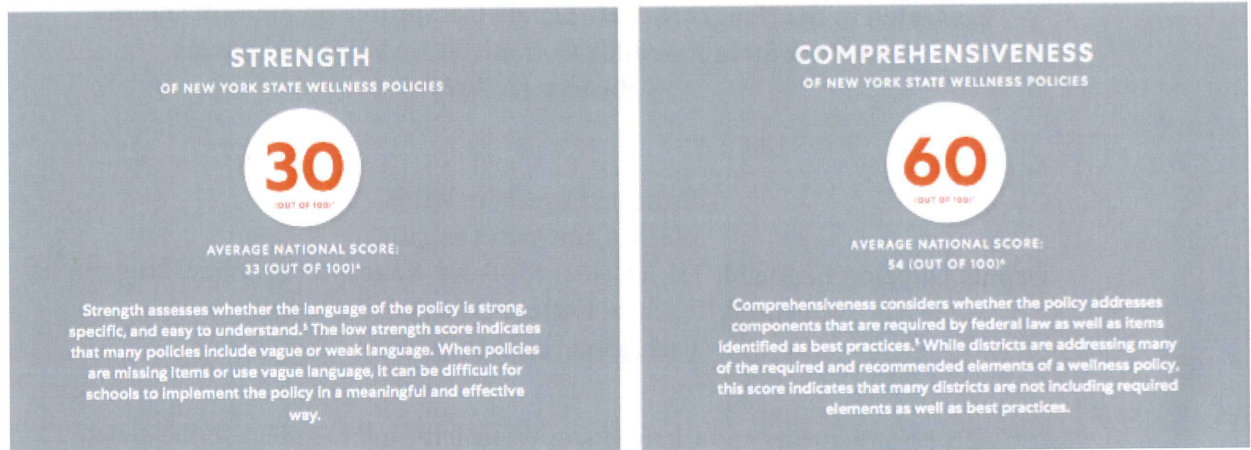 STRENGTH
OF NEW YORK STATE WELLNESS POLICIES
30
(OUT OF 100)*
AVERAGE NATIONAL SCORE:
33 (OUT OF 100)⁶
Strength assesses whether the language of the policy is strong,
specific, and easy to understand.⁵ The low strength score indicates
that many policies include vague or weak language. When policies
are missing items or use vague language, it can be difficult for
schools to implement the policy in a meaningful and effective
way.
COMPREHENSIVENESS
OF NEW YORK STATE WELLNESS POLICIES
60
(OUT OF 100)*
AVERAGE NATIONAL SCORE:
54 (OUT OF 100)⁶
Comprehensiveness considers whether the policy addresses
components that are required by federal law as well as items
identified as best practices.⁵ While districts are addressing many
of the required and recommended elements of a wellness policy,
this score indicates that many districts are not including required
elements as well as best practices.